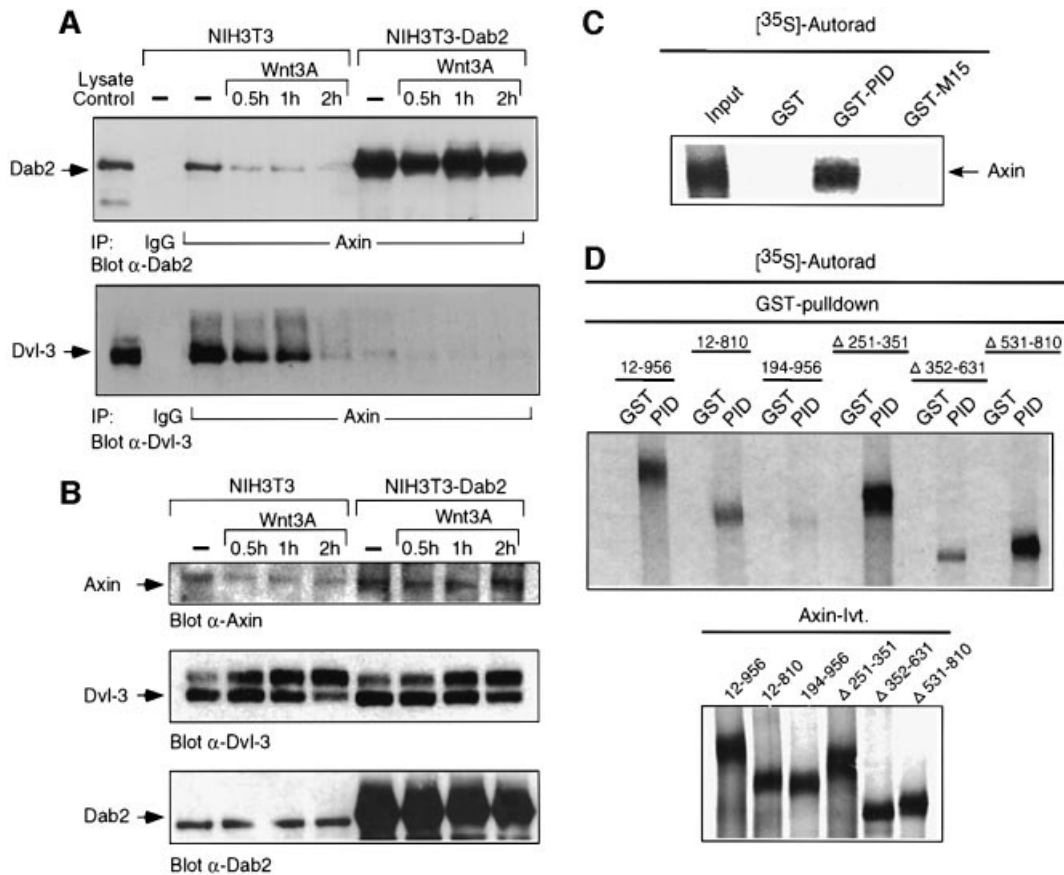 A
NIH3T3 NIH3T3-Dab2
Wnt3A Wnt3A
Lysate
Control – – 0.5h 1h 2h – 0.5h 1h 2h
Dab2
IP: IgG Axin
Blot α-Dab2
Dvl-3
IP: IgG Axin
Blot α-Dvl-3
B
NIH3T3 NIH3T3-Dab2
Wnt3A Wnt3A
– 0.5h 1h 2h – 0.5h 1h 2h
Axin
Blot α-Axin
Dvl-3
Blot α-Dvl-3
Dab2
Blot α-Dab2
C
[³⁵S]-Autorad
Input GST GST-PID GST-M15
Axin
D
[³⁵S]-Autorad
GST-pulldown
12-956 12-810 194-956 Δ 251-351 Δ 352-631 Δ 531-810
GST PID GST PID GST PID GST PID GST PID GST PID
Axin-Ivt.
12-956 12-810 194-956 Δ 251-351 Δ 352-631 Δ 531-810